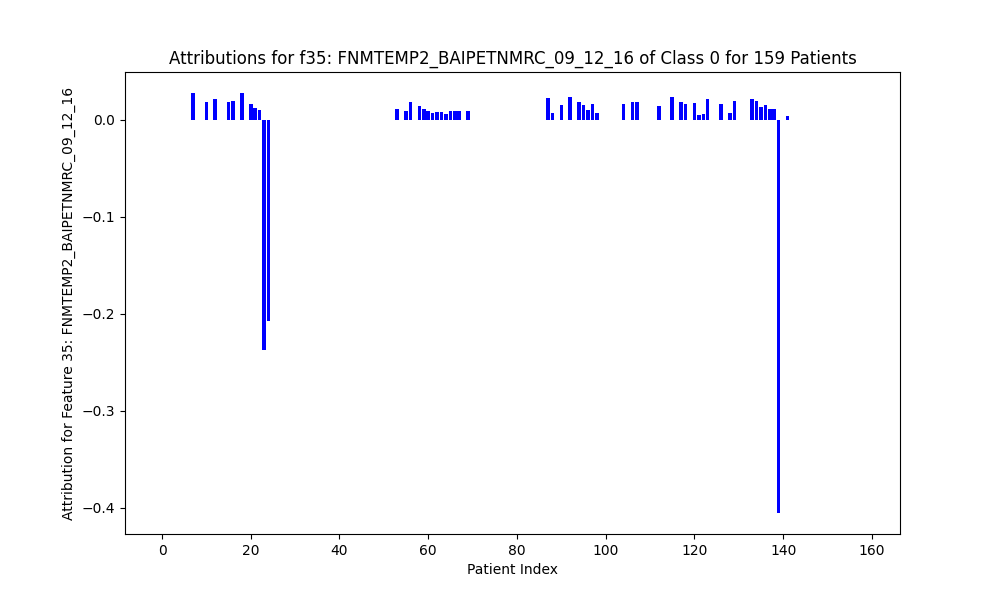 Attributions for f35: FNMTEMP2_BAIPETNMRC_09_12_16 of Class 0 for 159 Patients
Attribution for Feature 35: FNMTEMP2_BAIPETNMRC_09_12_16
0.0
−0.1
−0.2
−0.3
−0.4
0 20 40 60 80 100 120 140 160
Patient Index